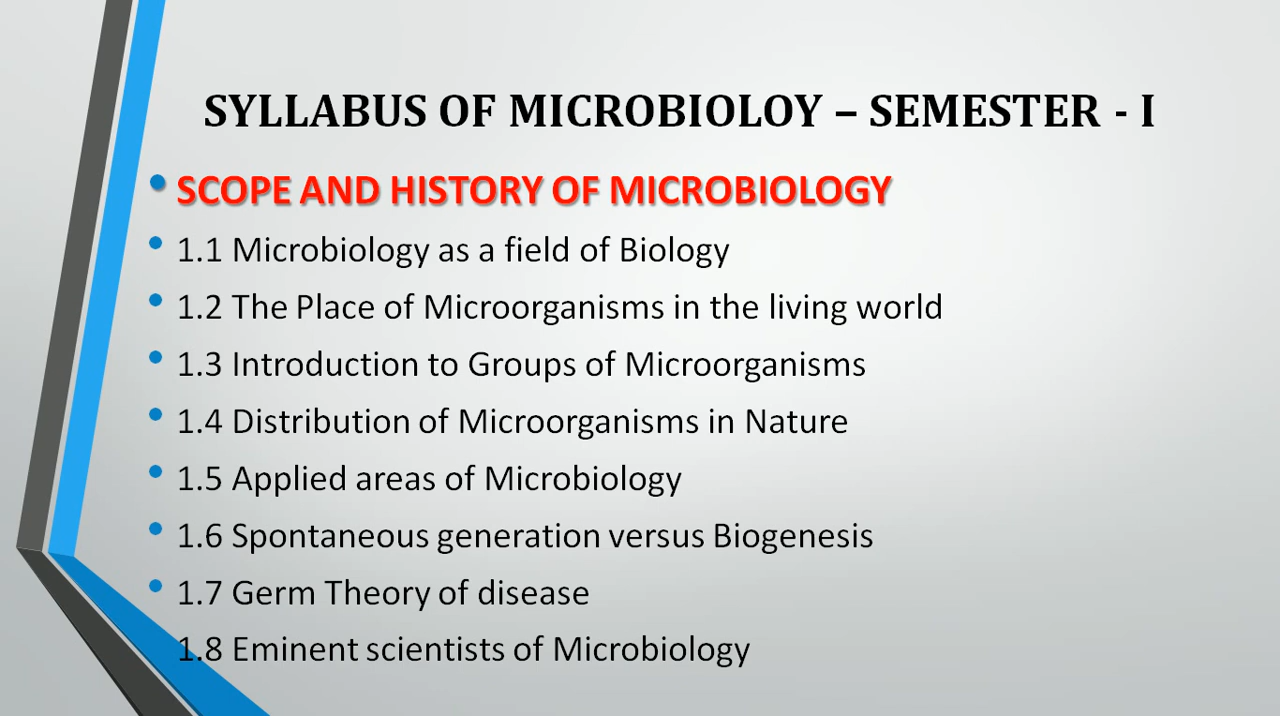 SYLLABUS OF MICROBIOLOY – SEMESTER - I
• SCOPE AND HISTORY OF MICROBIOLOGY
• 1.1 Microbiology as a field of Biology
• 1.2 The Place of Microorganisms in the living world
• 1.3 Introduction to Groups of Microorganisms
• 1.4 Distribution of Microorganisms in Nature
• 1.5 Applied areas of Microbiology
• 1.6 Spontaneous generation versus Biogenesis
• 1.7 Germ Theory of disease
1.8 Eminent scientists of Microbiology